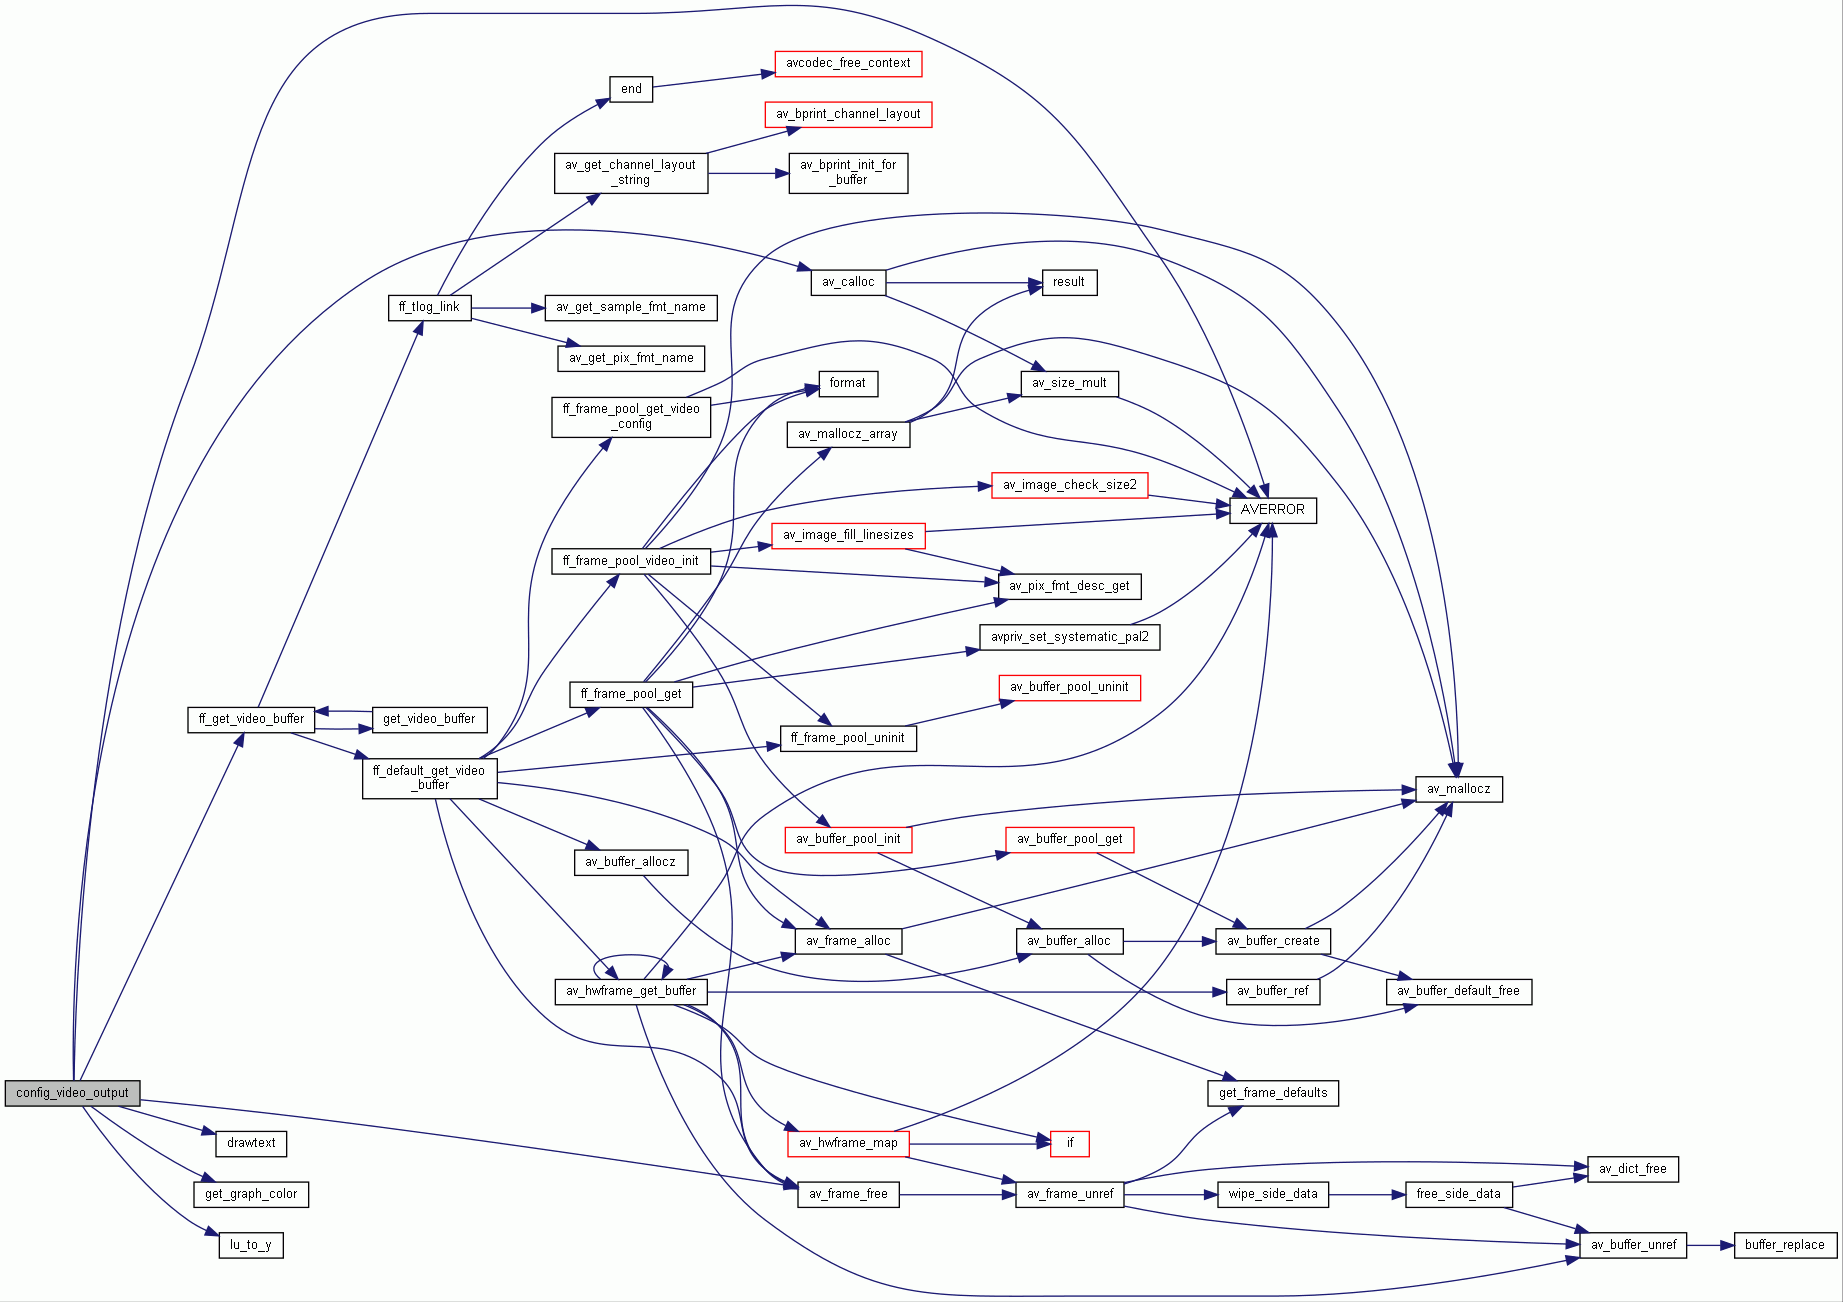 avcodec_free_context
end
av_bprint_channel_layout
av_get_channel_layout
_string
av_bprint_init_for
_buffer
av_calloc
result
ff_tlog_link
av_get_sample_fmt_name
av_get_pix_fmt_name
format
av_size_mult
ff_frame_pool_get_video
_config
av_mallocz_array
av_image_check_size2
AVERROR
av_image_fill_linesizes
ff_frame_pool_video_init
av_pix_fmt_desc_get
avpriv_set_systematic_pal2
av_buffer_pool_uninit
ff_frame_pool_get
ff_get_video_buffer
get_video_buffer
ff_frame_pool_uninit
ff_default_get_video
_buffer
av_mallocz
av_buffer_pool_init
av_buffer_pool_get
av_buffer_allocz
av_frame_alloc
av_buffer_alloc
av_buffer_create
av_hwframe_get_buffer
av_buffer_ref
av_buffer_default_free
config_video_output
get_frame_defaults
drawtext
av_hwframe_map
if
av_dict_free
get_graph_color
av_frame_free
av_frame_unref
wipe_side_data
free_side_data
lu_to_y
av_buffer_unref
buffer_replace